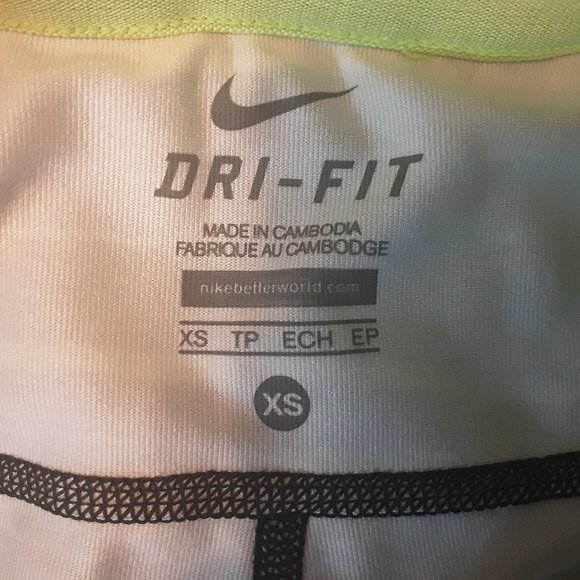 DRI-FIT
MADE IN CAMBODIA
FABRIQUE AU CAMBODGE
nikebetterworld.com
XS TP ECH EP
XS